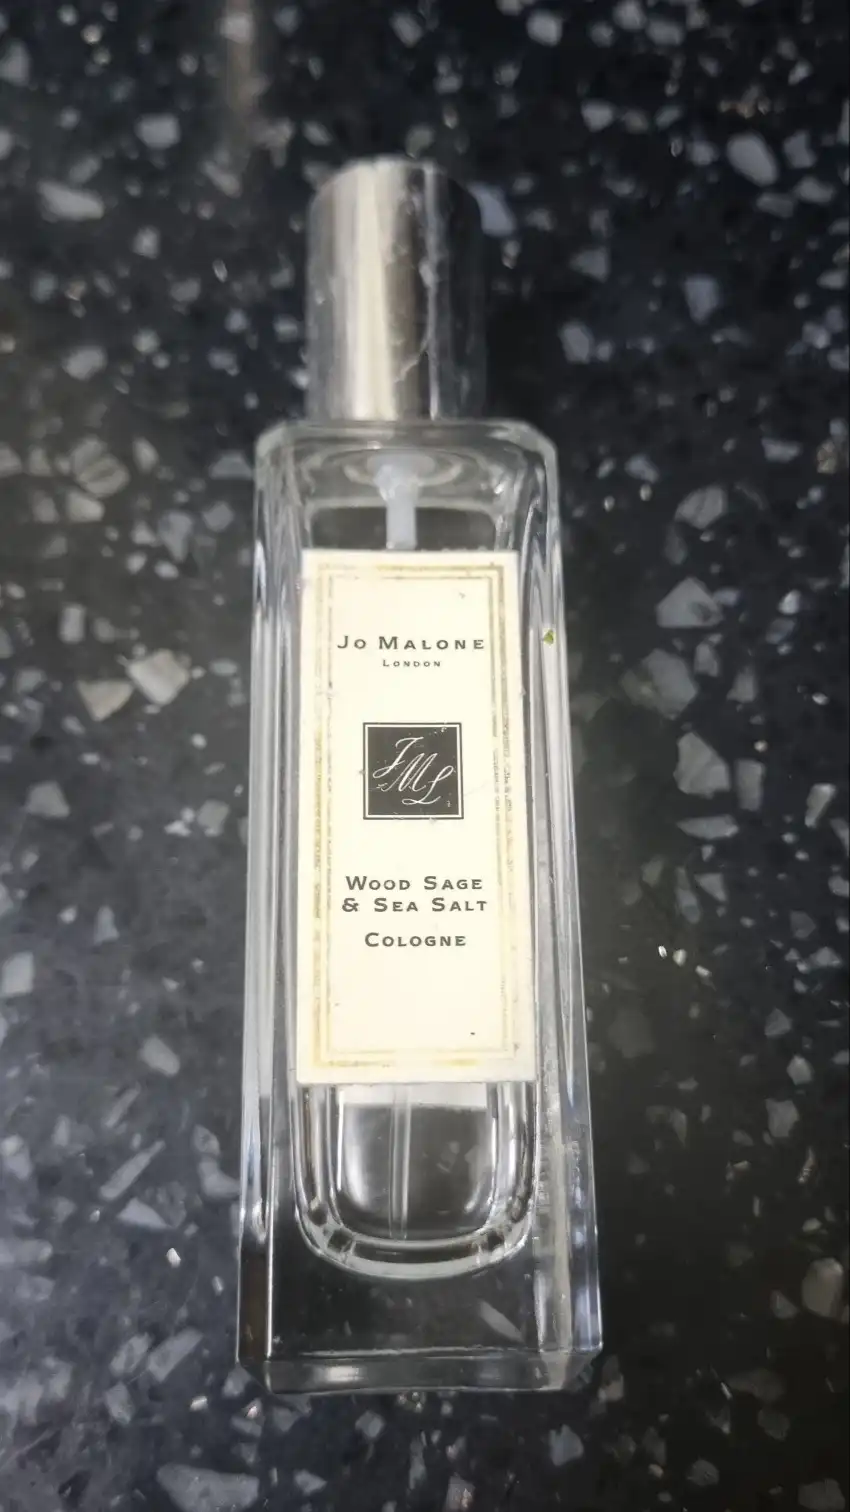 Jo Malone
London
JML
Wood Sage
& Sea Salt
Cologne